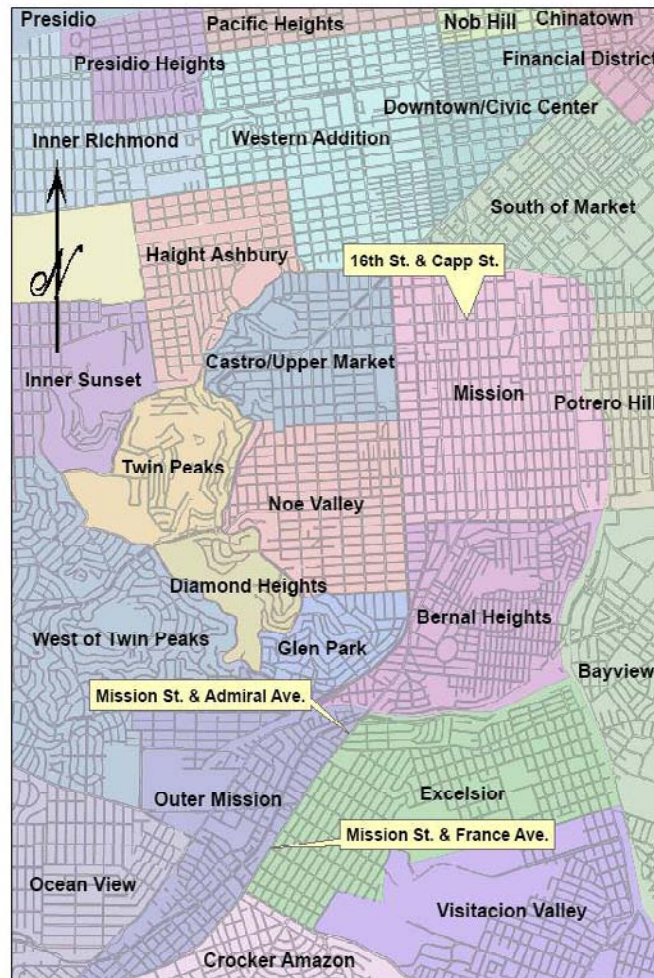 Presidio
Pacific Heights
Nob Hill
Chinatown
Presidio Heights
Financial District
Downtown/Civic Center
Inner Richmond
Western Addition
South of Market
Haight Ashbury
16th St. & Capp St.
N
Castro/Upper Market
Inner Sunset
Mission
Potrero Hill
Twin Peaks
Noe Valley
Diamond Heights
Bernal Heights
West of Twin Peaks
Glen Park
Bayview
Mission St. & Admiral Ave.
Outer Mission
Excelsior
Mission St. & France Ave.
Ocean View
Visitacion Valley
Crocker Amazon